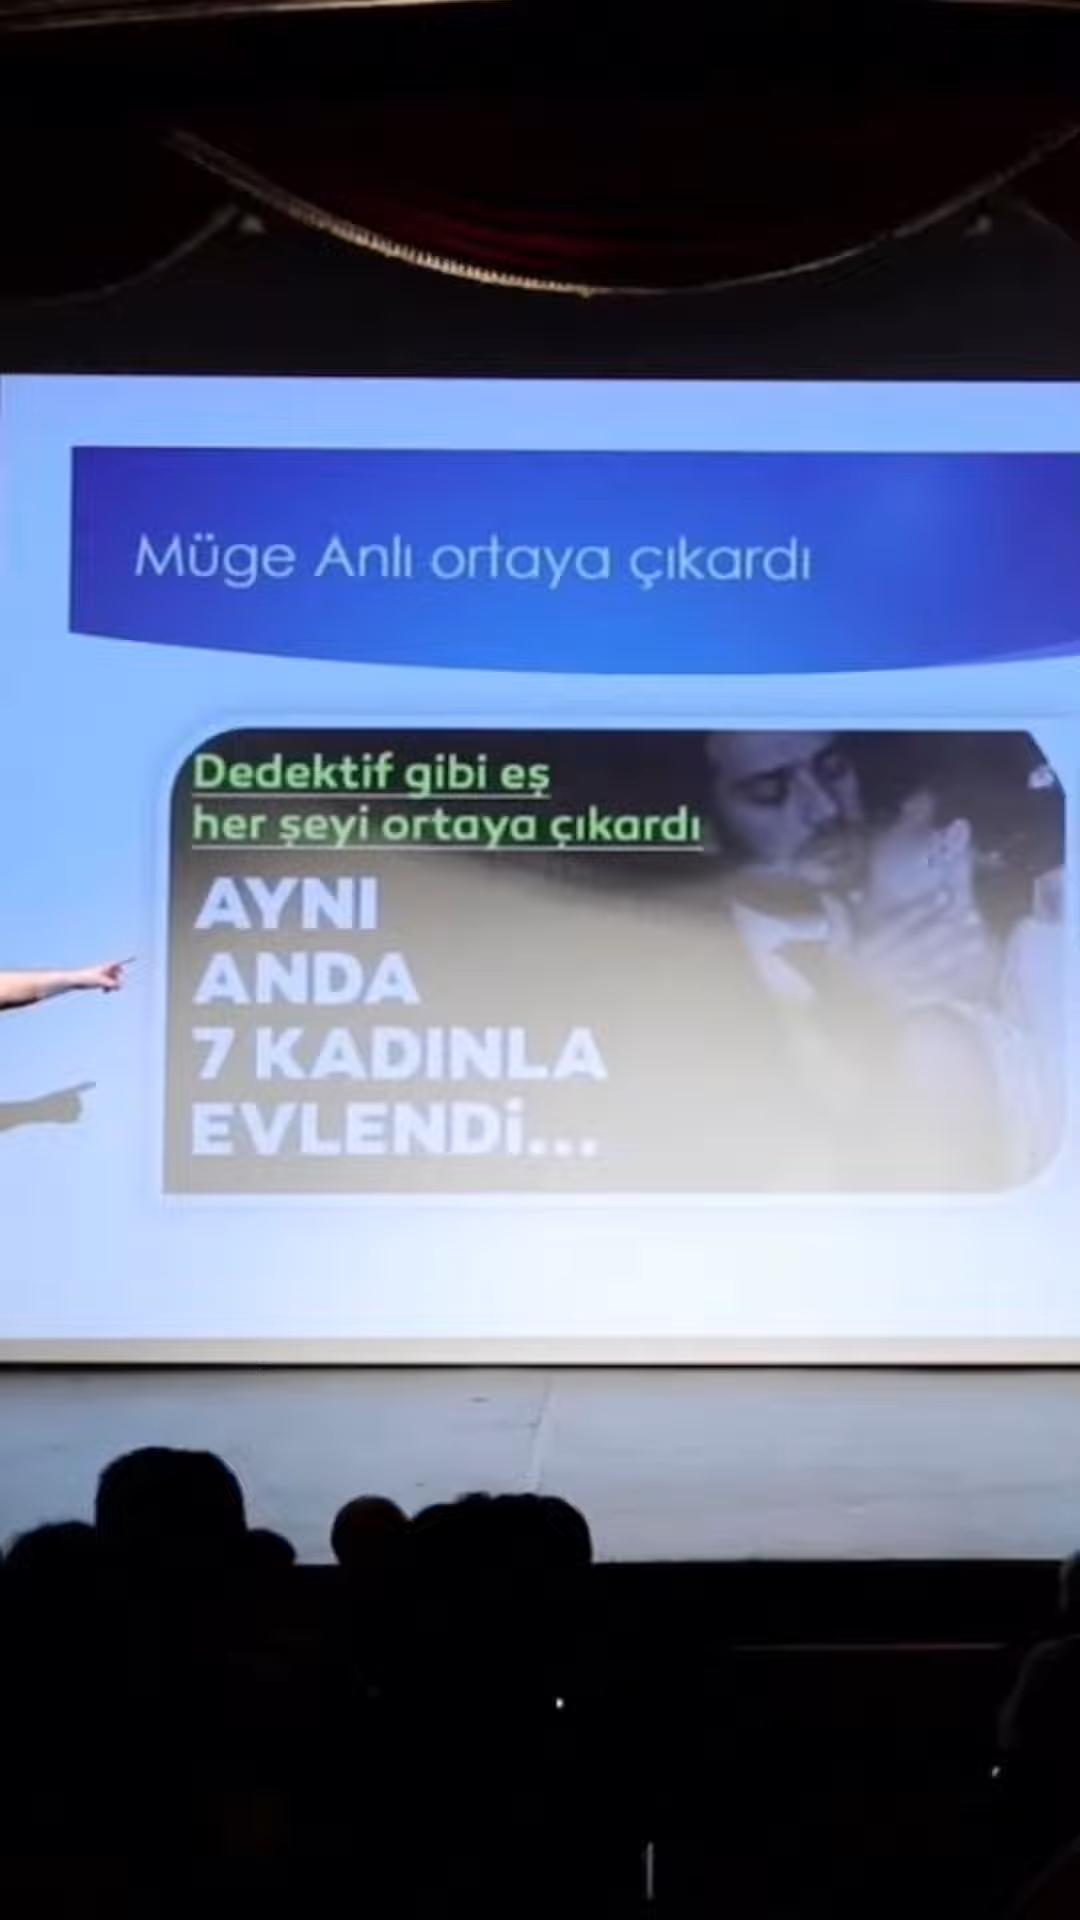 Müge Anlı ortaya çıkardı
Dedektif gibi eş
her şeyi ortaya çıkardı
AYNI
ANDA
7 KADINLA
EVLENDİ...